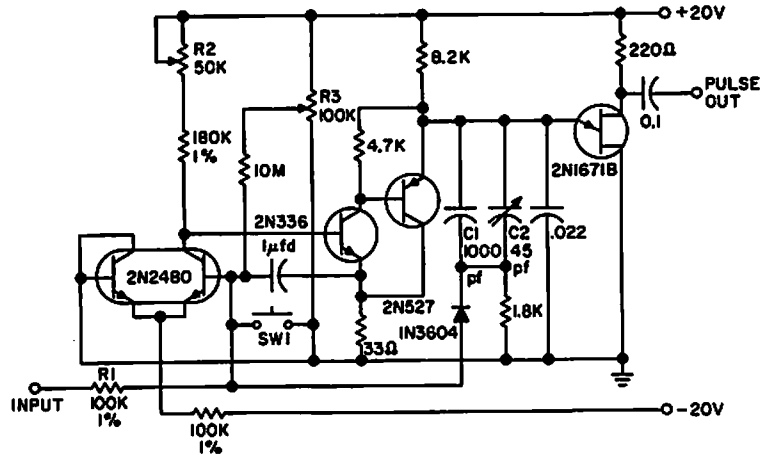 +20V
R2
50K
8.2K
220Ω
R3
100K
PULSE
OUT
0.1
180K
1%
10M
4.7K
2N1671B
2N336
1µfd
C1
1000
pf
C2
45
pf
.022
2N2480
2N527
1N3604
1.8K
SW1
33Ω
R1
INPUT
100K
1%
100K
1%
-20V